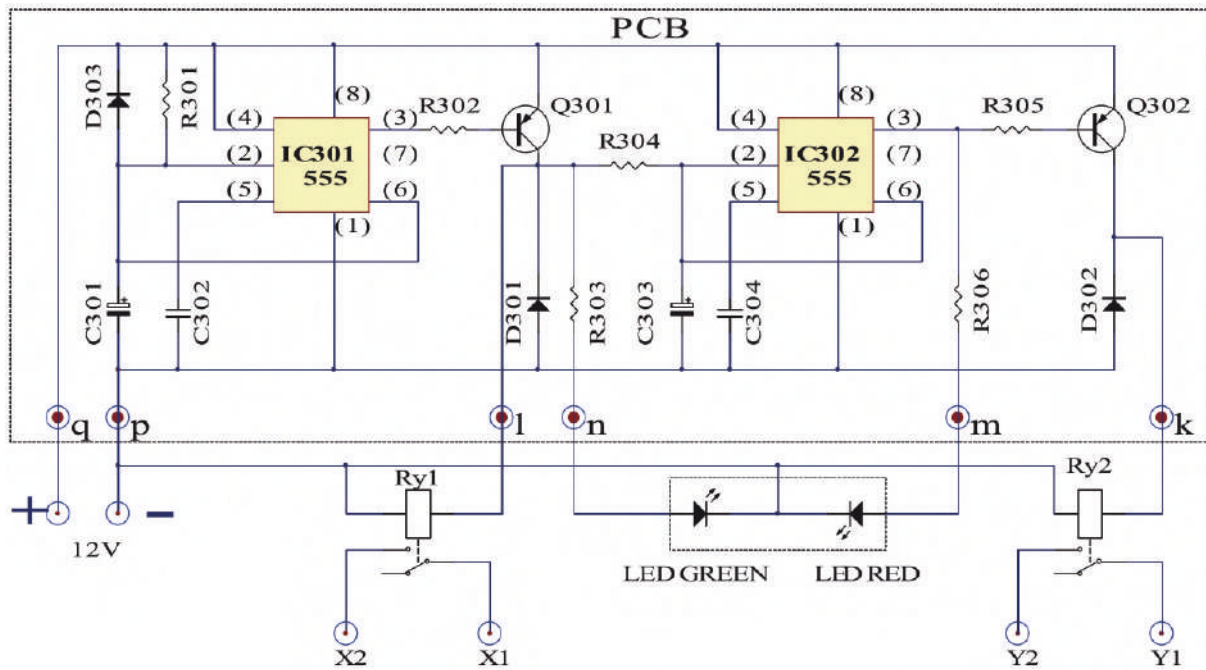 PCB
D303
R301
(4)
(8)
(3)
R302
Q301
(2)
IC301
555
(7)
(5)
(6)
(1)
R304
(4)
(8)
(3)
R305
Q302
(2)
IC302
555
(7)
(5)
(6)
(1)
C301
+
C302
D301
R303
C303
+
C304
R306
D302
q
p
l
n
m
k
Ry1
Ry2
+
−
12V
LED GREEN
LED RED
X2
X1
Y2
Y1